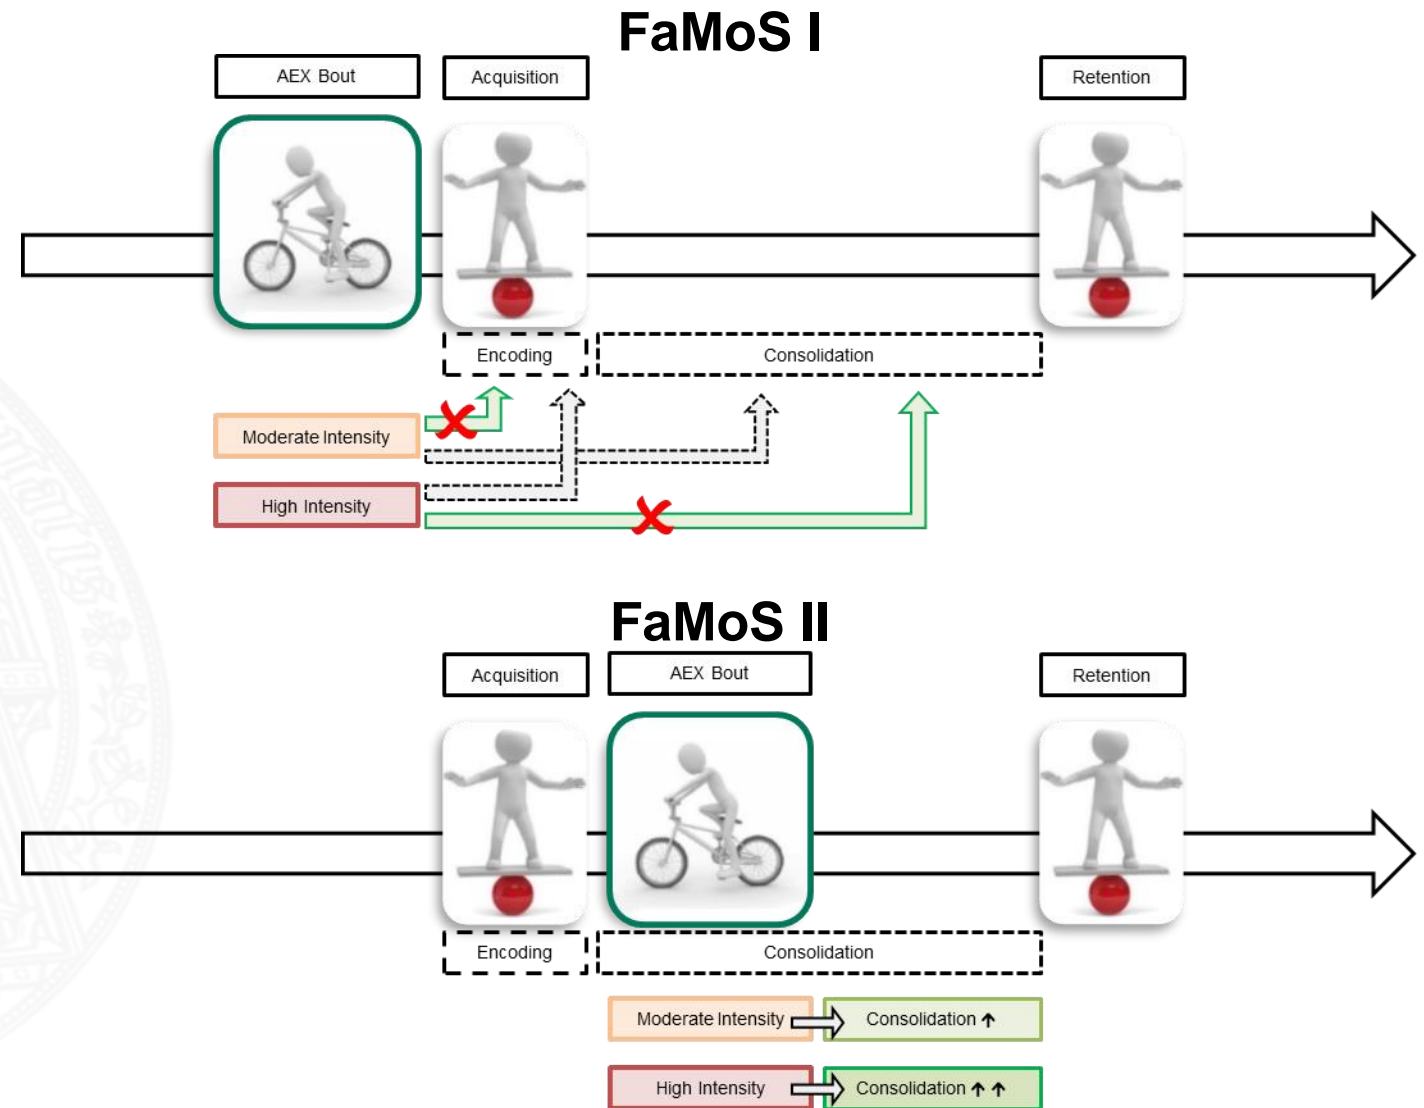 FaMoS I
AEX Bout
Acquisition
Retention
Encoding
Consolidation
Moderate Intensity
High Intensity
FaMoS II
Acquisition
AEX Bout
Retention
Encoding
Consolidation
Moderate Intensity
Consolidation ↑
High Intensity
Consolidation ↑ ↑